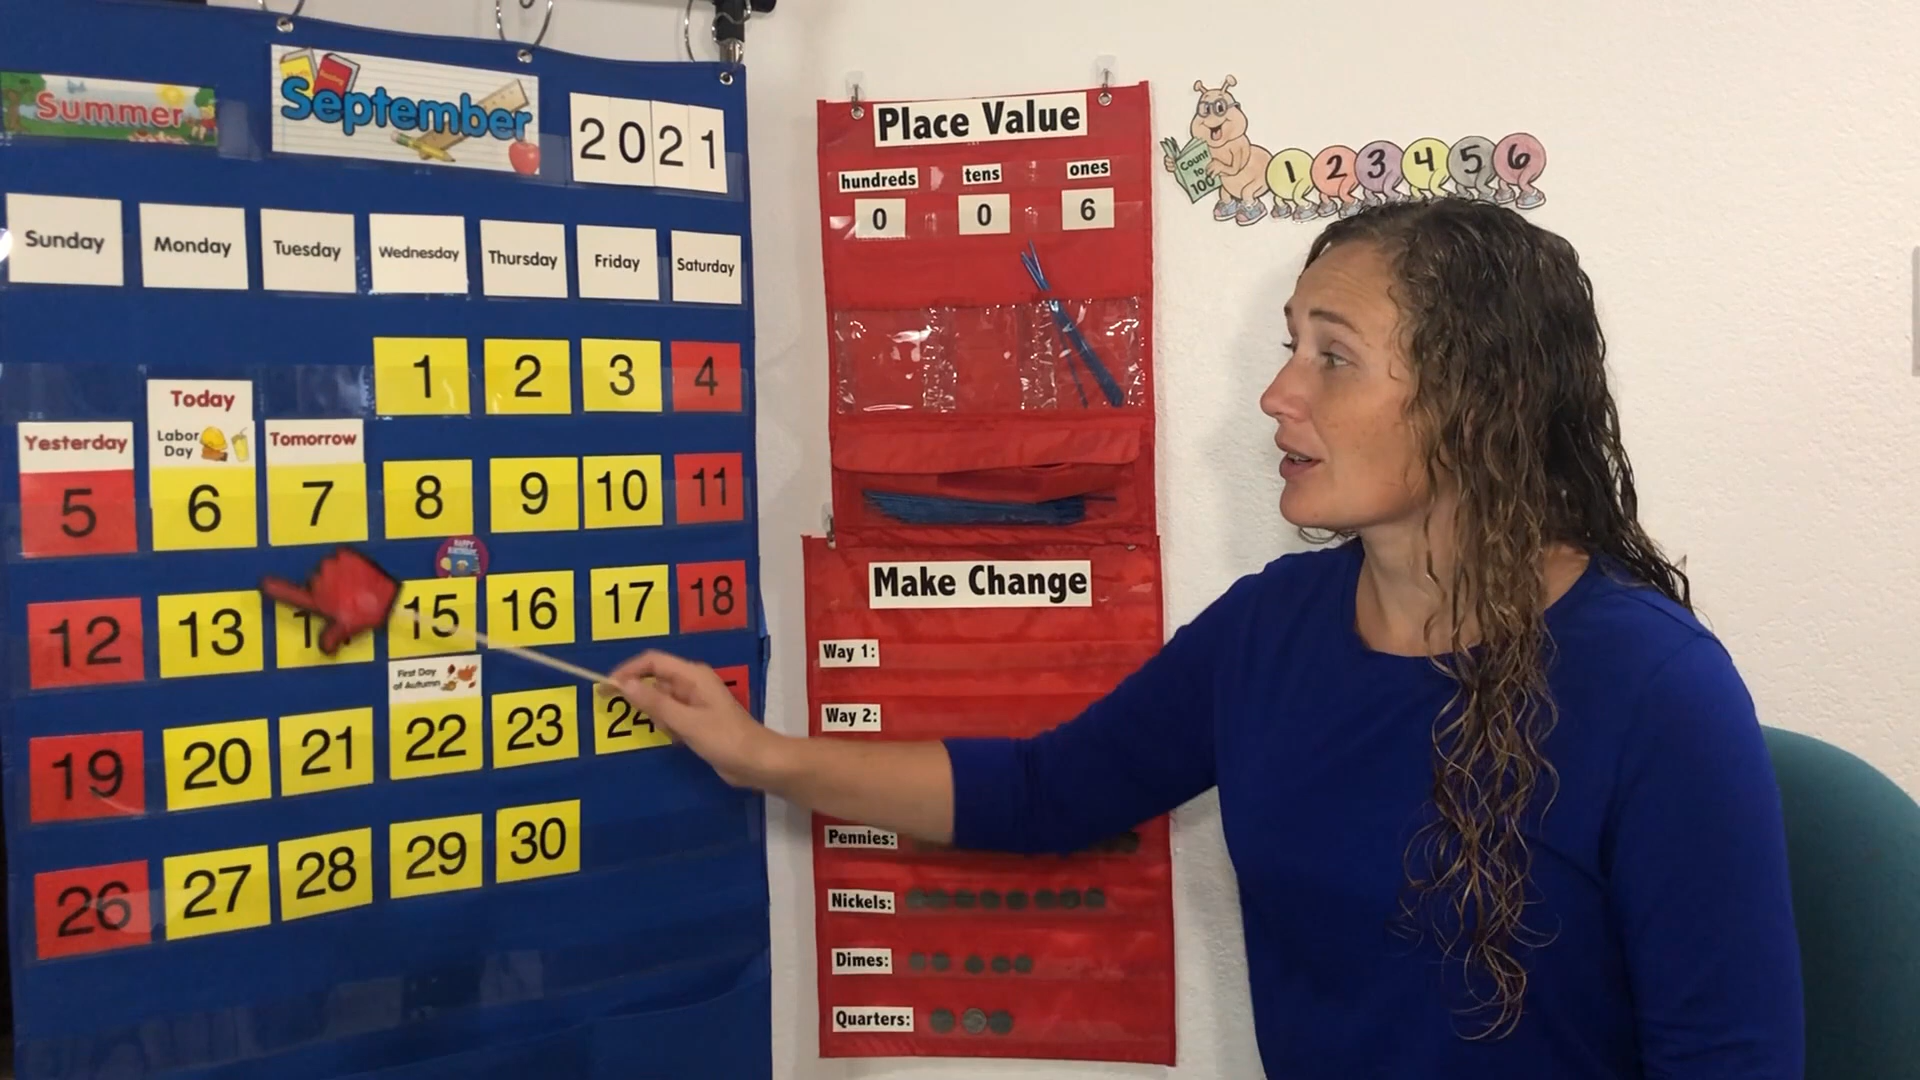 Summer
September
2021
Sunday Monday Tuesday Wednesday Thursday Friday Saturday
1 2 3 4
Yesterday
Today
Labor
Day
Tomorrow
5 6 7 8 9 10 11
HAPPY
BIRTHDAY
12 13 15 16 17 18
First Day
of Autumn
19 20 21 22 23 24
26 27 28 29 30
Place Value
hundreds tens ones
0 0 6
Make Change
Way 1:
Way 2:
Pennies:
Nickels:
Dimes:
Quarters:
Count
to
100
1 2 3 4 5 6